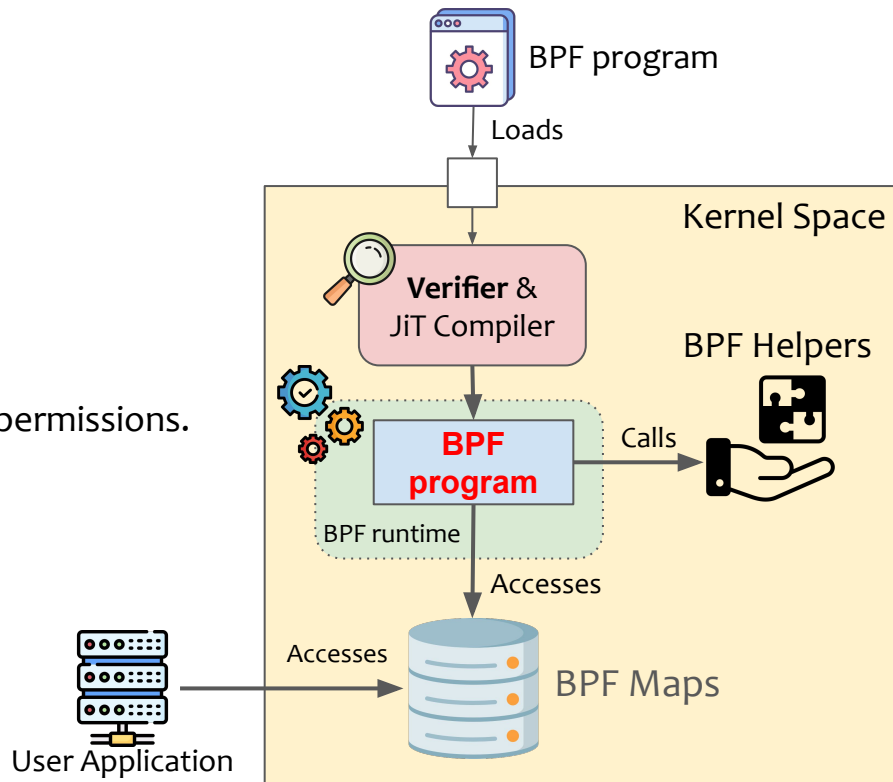 BPF program
Loads
Kernel Space
Verifier &
JiT Compiler
BPF Helpers
permissions.
Calls
BPF
program
BPF runtime
Accesses
Accesses
BPF Maps
User Application